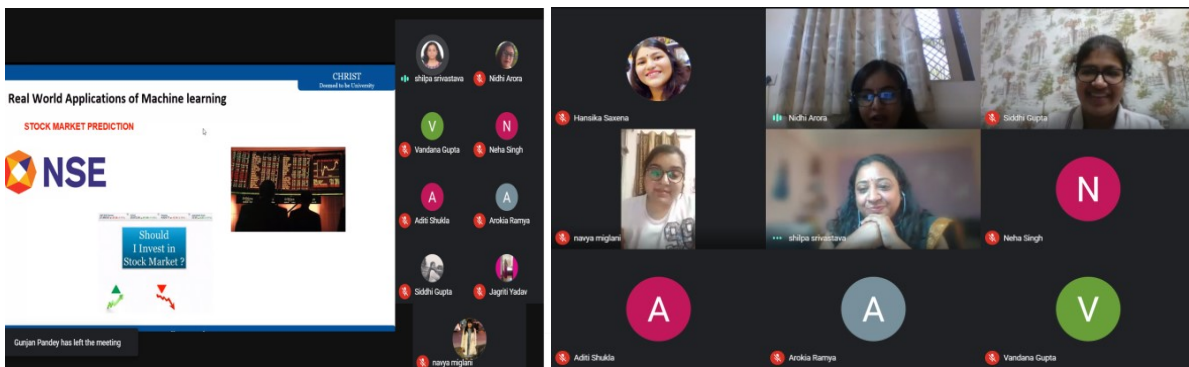 CHRIST
Deemed to be University
Real World Applications of Machine learning
STOCK MARKET PREDICTION
NSE
Should
I Invest in
Stock Market ?
Gunjan Pandey has left the meeting
shilpa srivastava
Nidhi Arora
V
Vandana Gupta
N
Neha Singh
A
Aditi Shukla
A
Arokia Ramya
Siddhi Gupta
Jagriti Yadav
navya miglani
Hansika Saxena
Nidhi Arora
Siddhi Gupta
navya miglani
shilpa srivastava
N
Neha Singh
A
Aditi Shukla
A
Arokia Ramya
V
Vandana Gupta